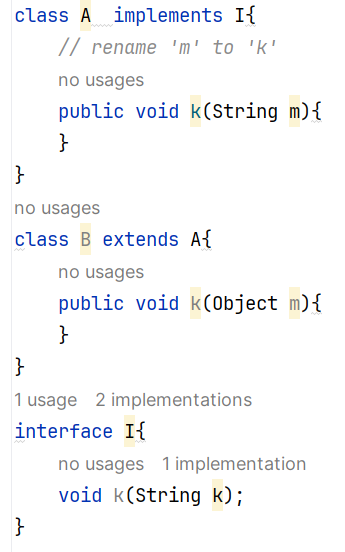 class A  implements I{
// rename 'm' to 'k'
no usages
public void k(String m){
}
}
no usages
class B extends A{
no usages
public void k(Object m){
}
}
1 usage   2 implementations
interface I{
no usages   1 implementation
void k(String k);
}